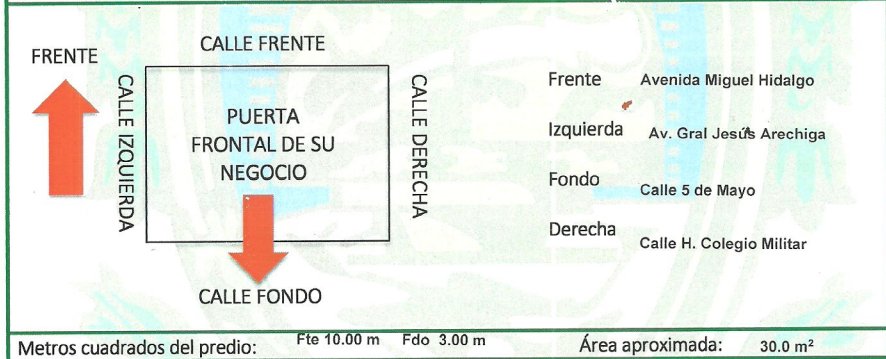 FRENTE
CALLE FRENTE
CALLE IZQUIERDA
PUERTA
FRONTAL DE SU
NEGOCIO
CALLE DERECHA
CALLE FONDO
Frente Avenida Miguel Hidalgo
Izquierda Av. Gral Jesús Arechiga
Fondo Calle 5 de Mayo
Derecha Calle H. Colegio Militar
Metros cuadrados del predio: Fte 10.00 m Fdo 3.00 m Área aproximada: 30.0 m²